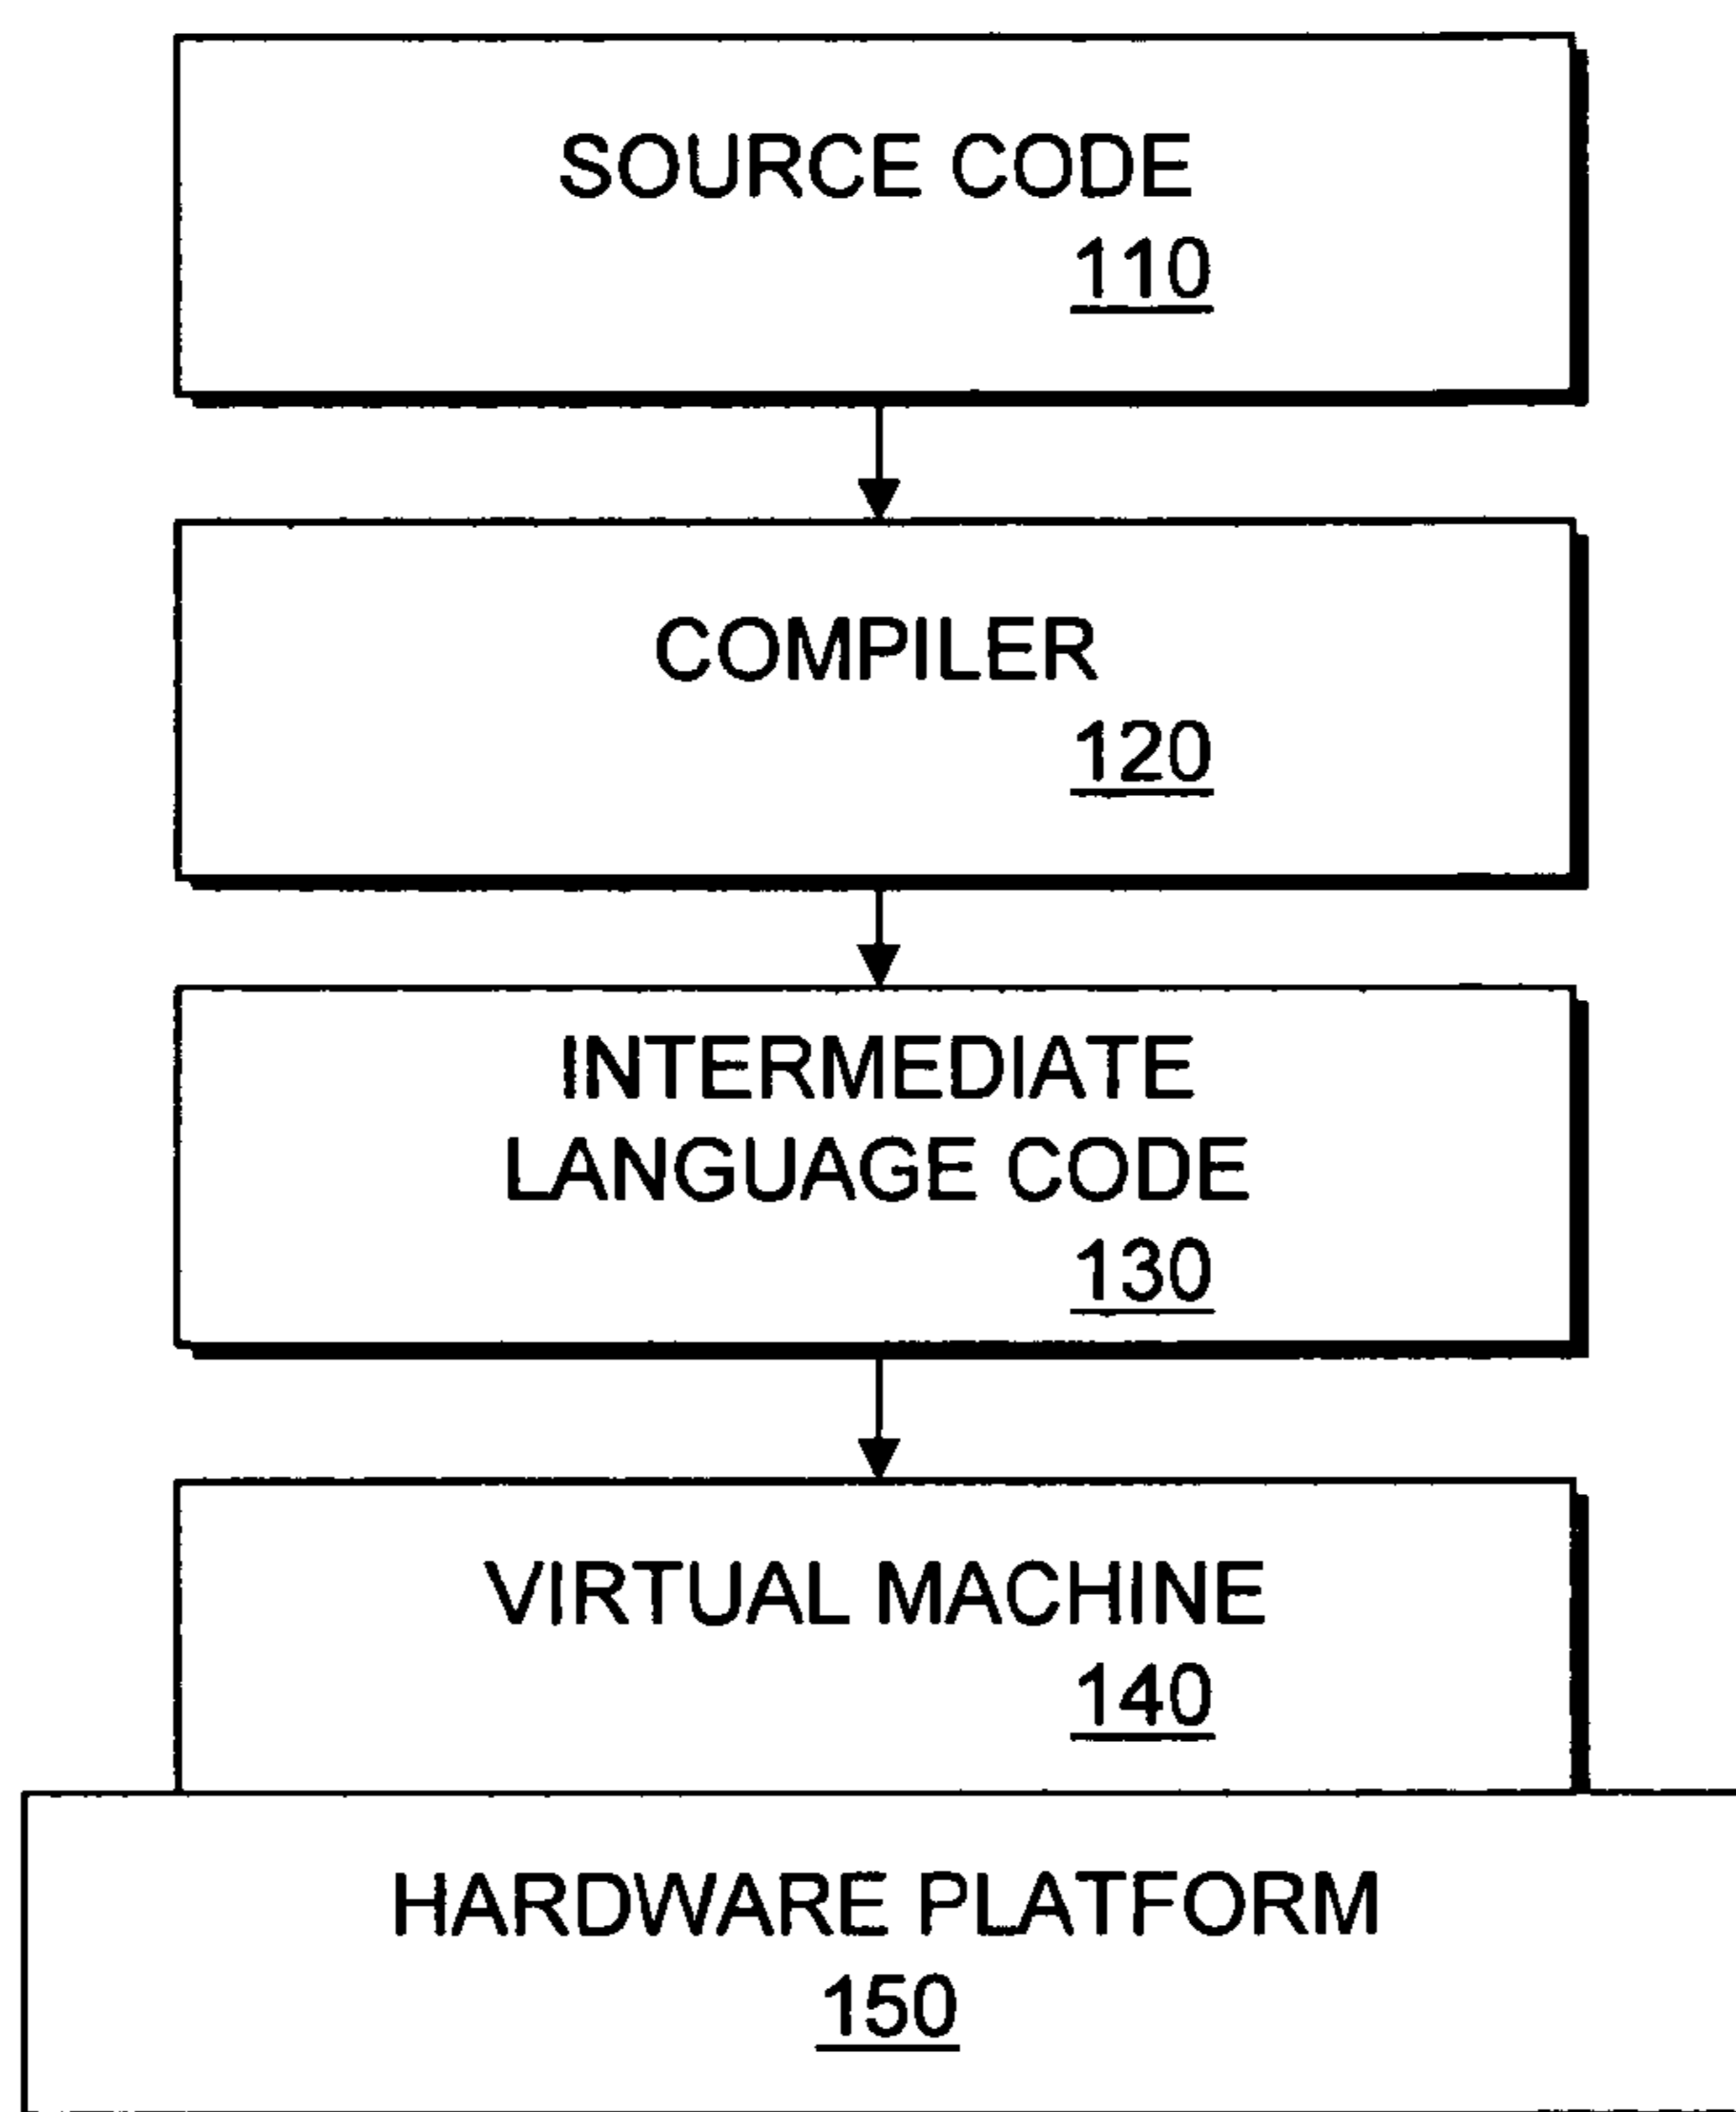 SOURCE CODE
110
COMPILER
120
INTERMEDIATE
LANGUAGE CODE
130
VIRTUAL MACHINE
140
HARDWARE PLATFORM
150